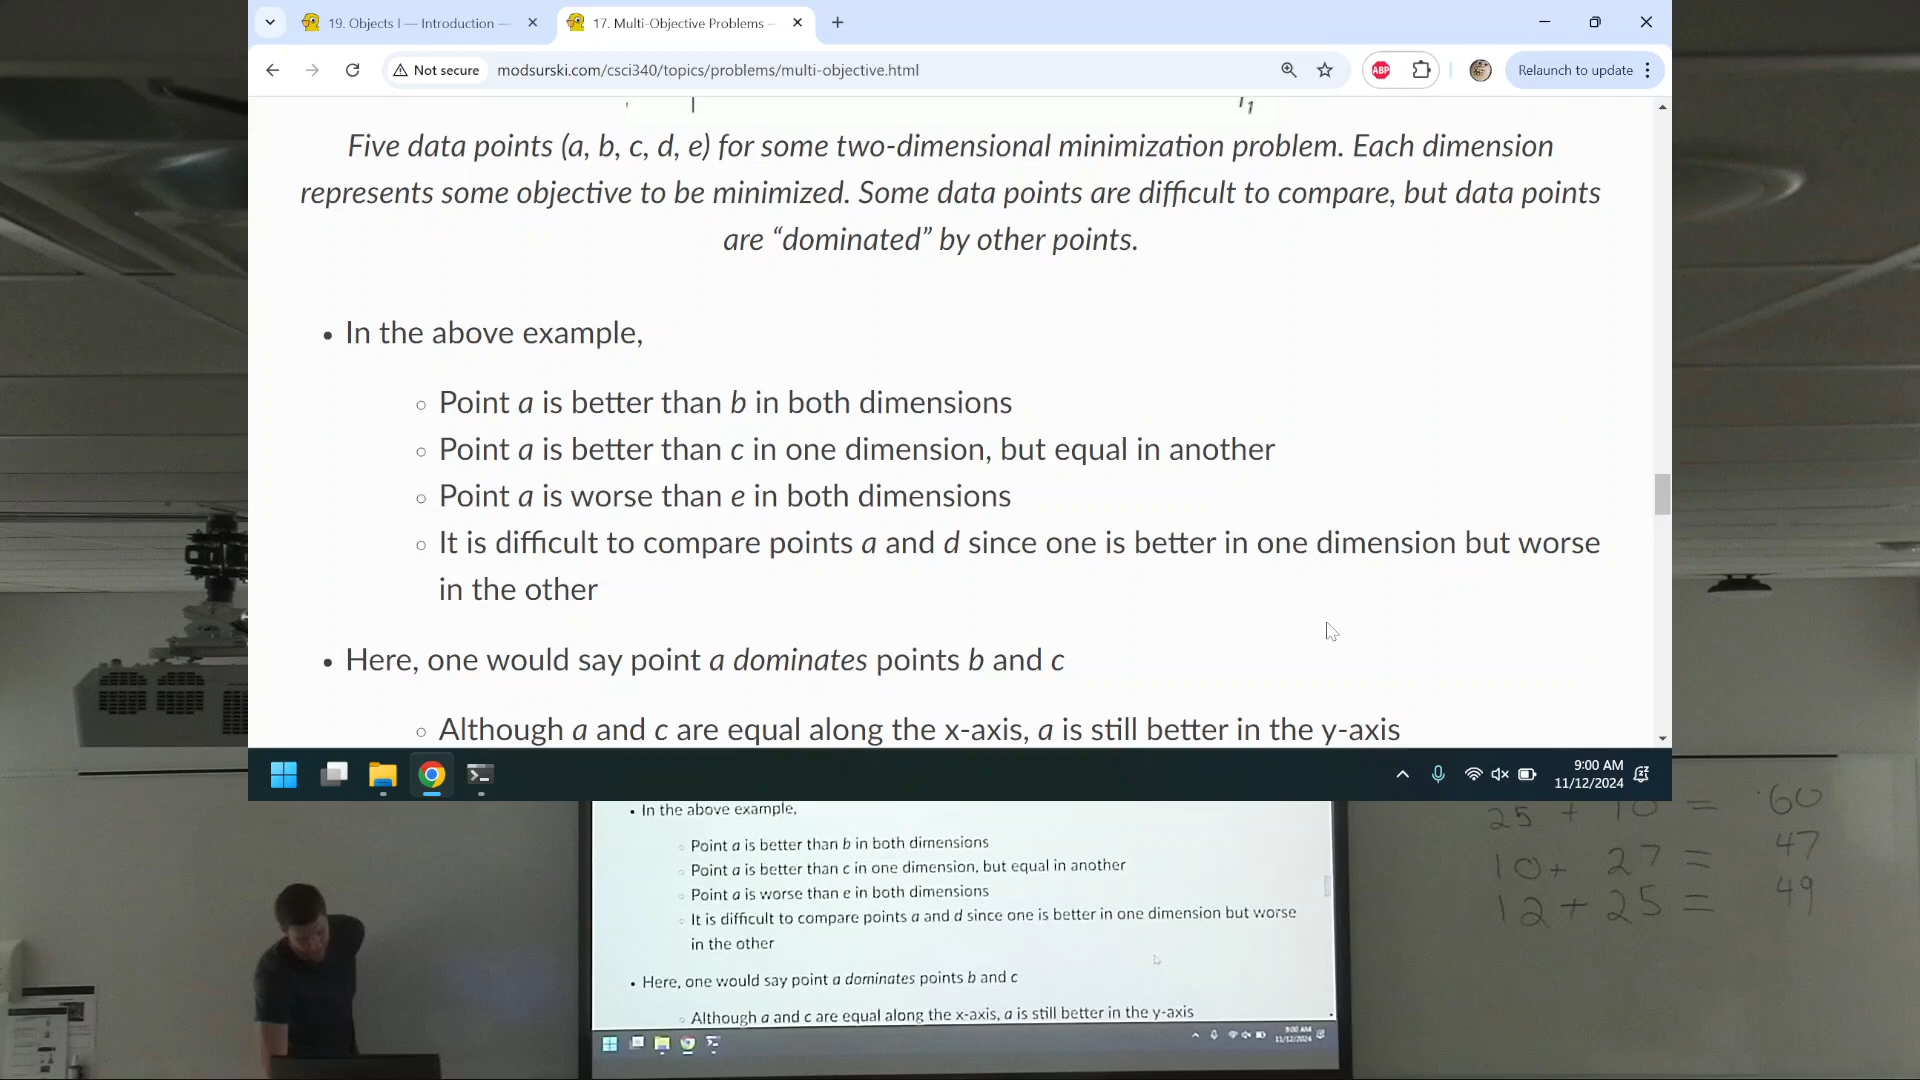 19. Objects I — Introduction —
17. Multi-Objective Problems —
Not secure
modsurski.com/csci340/topics/problems/multi-objective.html
ABP
Relaunch to update
Five data points (a, b, c, d, e) for some two-dimensional minimization problem. Each dimension
represents some objective to be minimized. Some data points are difficult to compare, but data points
are “dominated” by other points.
• In the above example,
◦ Point a is better than b in both dimensions
◦ Point a is better than c in one dimension, but equal in another
◦ Point a is worse than e in both dimensions
◦ It is difficult to compare points a and d since one is better in one dimension but worse
in the other
• Here, one would say point a dominates points b and c
◦ Although a and c are equal along the x-axis, a is still better in the y-axis
9:00 AM
11/12/2024
• In the above example,
◦ Point a is better than b in both dimensions
◦ Point a is better than c in one dimension, but equal in another
◦ Point a is worse than e in both dimensions
◦ It is difficult to compare points a and d since one is better in one dimension but worse
in the other
• Here, one would say point a dominates points b and c
◦ Although a and c are equal along the x-axis, a is still better in the y-axis
9:00 AM
11/12/2024
25 + 10 = 60
10 + 27 = 47
12 + 25 = 49